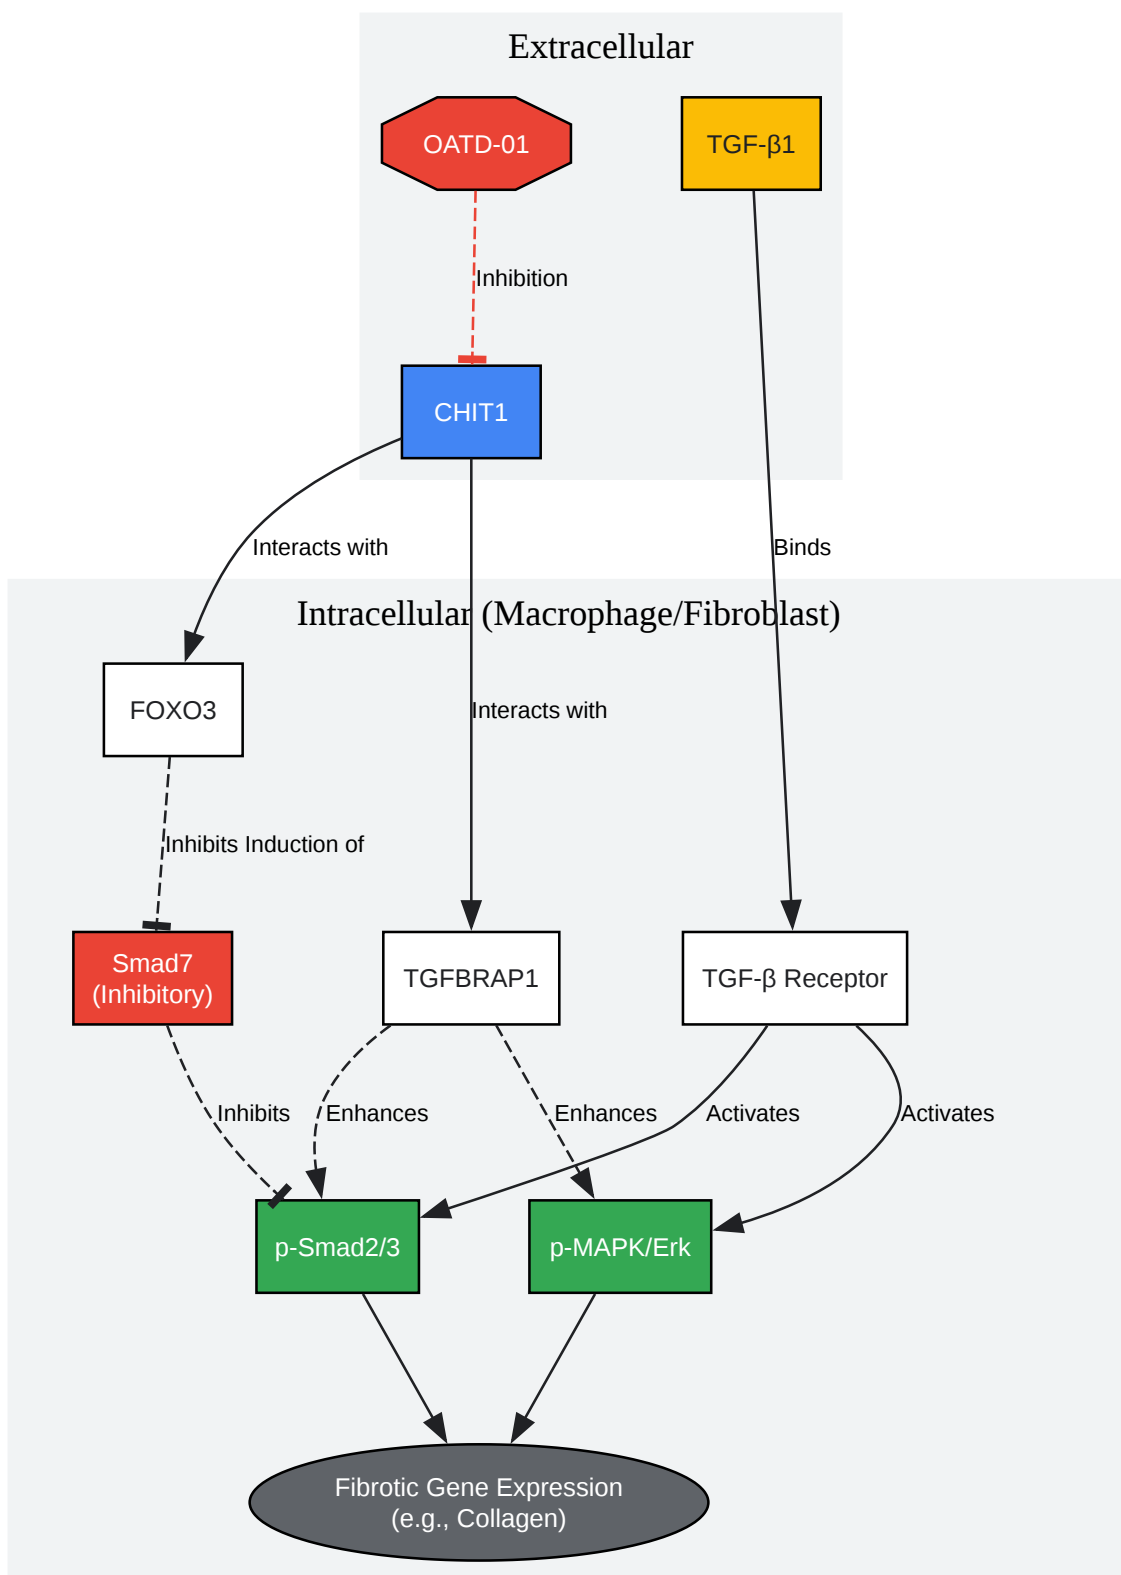 Extracellular
OATD-01
TGF-β1
Inhibition
CHIT1
Interacts with
Binds
Intracellular (Macrophage/Fibroblast)
FOXO3
Interacts with
Inhibits Induction of
Smad7
(Inhibitory)
TGFBRAP1
TGF-β Receptor
Inhibits
Enhances
Enhances
Activates
Activates
p-Smad2/3
p-MAPK/Erk
Fibrotic Gene Expression
(e.g., Collagen)